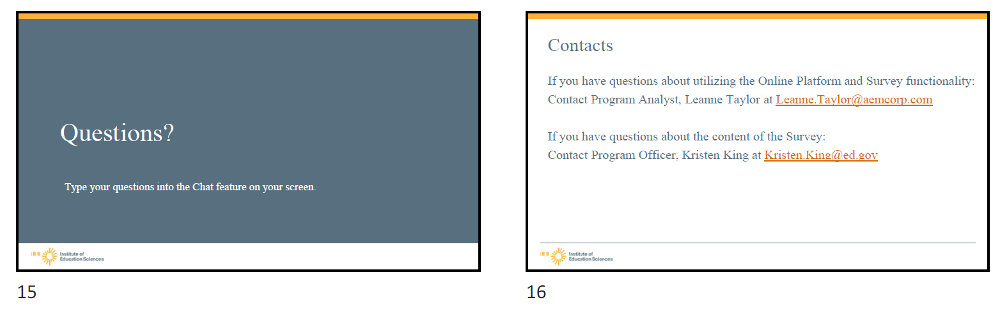 Questions?
Type your questions into the Chat feature on your screen.
IES Institute of
Education Sciences
15
Contacts
If you have questions about utilizing the Online Platform and Survey functionality:
Contact Program Analyst, Leanne Taylor at Leanne.Taylor@aemcorp.com
If you have questions about the content of the Survey:
Contact Program Officer, Kristen King at Kristen.King@ed.gov
IES Institute of
Education Sciences
16